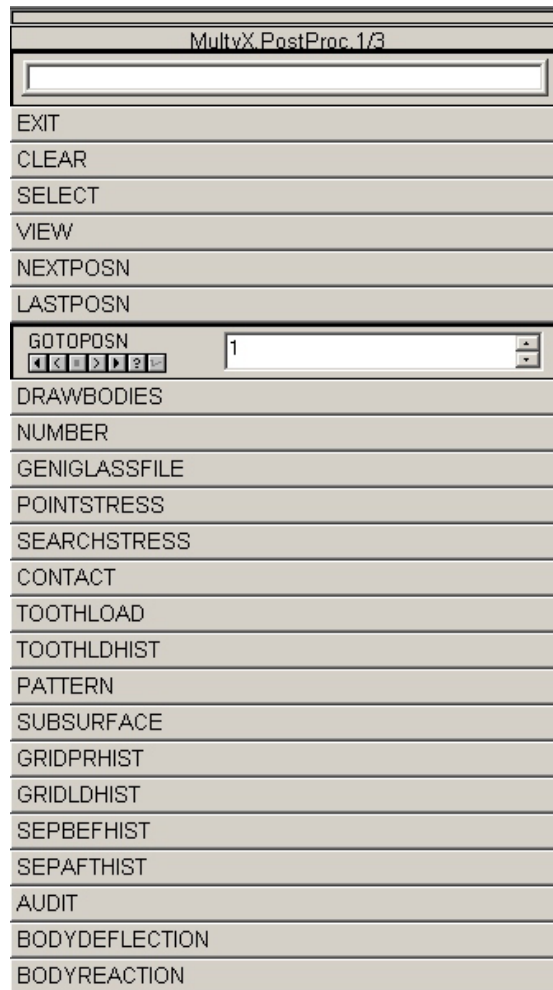 MultyX.PostProc.1/3
EXIT
CLEAR
SELECT
VIEW
NEXTPOSN
LASTPOSN
GOTOPOSN
1
DRAWBODIES
NUMBER
GENIGLASSFILE
POINTSTRESS
SEARCHSTRESS
CONTACT
TOOTHLOAD
TOOTHLDHIST
PATTERN
SUBSURFACE
GRIDPRHIST
GRIDLDHIST
SEPBEFHIST
SEPAFTHIST
AUDIT
BODYDEFLECTION
BODYREACTION